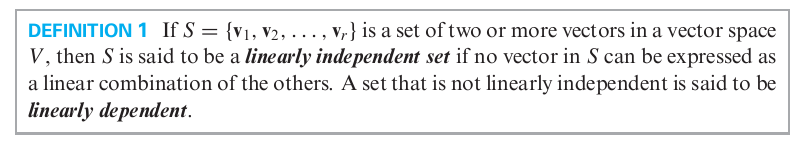 DEFINITION 1 If S = {v₁, v₂, . . . , vᵣ} is a set of two or more vectors in a vector space
V, then S is said to be a linearly independent set if no vector in S can be expressed as
a linear combination of the others. A set that is not linearly independent is said to be
linearly dependent.